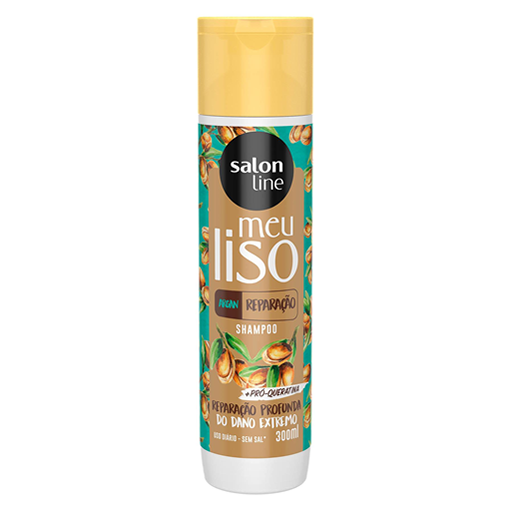 salon
line
meu
liso
ARGAN REPARAÇÃO
SHAMPOO
+PRÓ-QUERATINA
REPARAÇÃO PROFUNDA
DO DANO EXTREMO
USO DIÁRIO - SEM SAL* 300ml